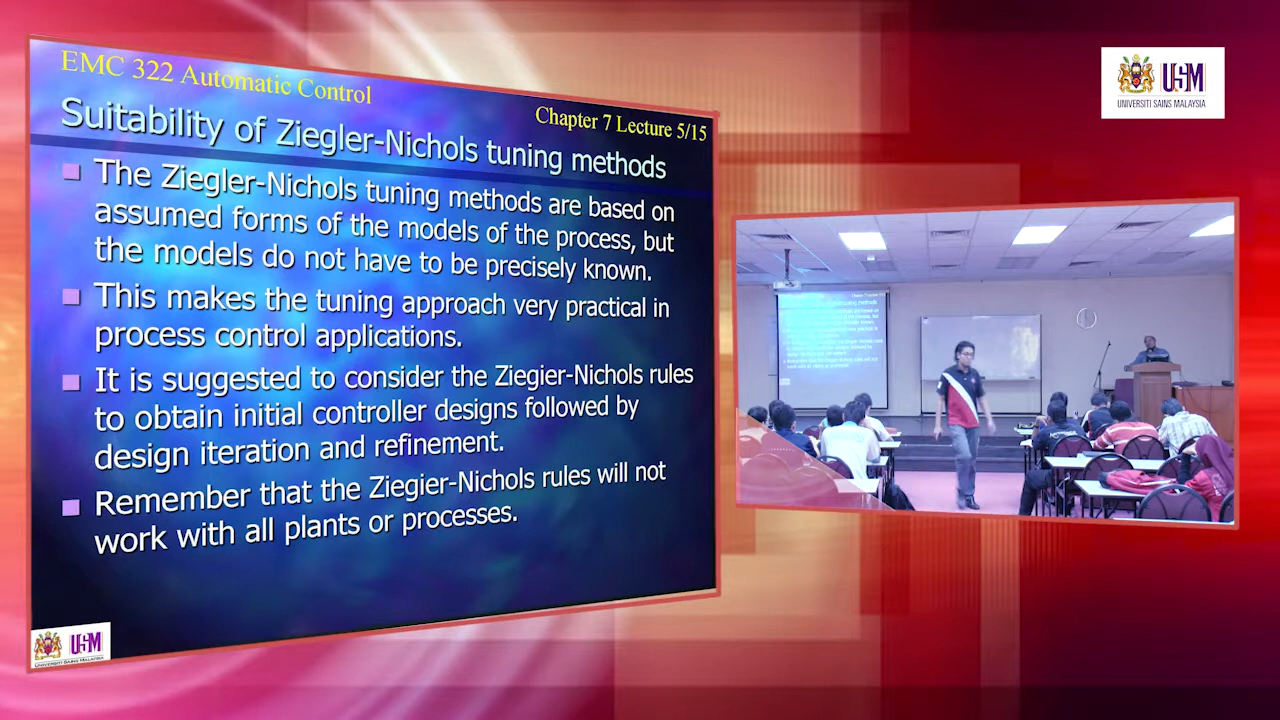 EMC 322 Automatic Control
Chapter 7 Lecture 5/15
Suitability of Ziegler-Nichols tuning methods
The Ziegler-Nichols tuning methods are based on
assumed forms of the models of the process, but
the models do not have to be precisely known.
This makes the tuning approach very practical in
process control applications.
It is suggested to consider the Ziegier-Nichols rules
to obtain initial controller designs followed by
design iteration and refinement.
Remember that the Ziegier-Nichols rules will not
work with all plants or processes.
USM
UNIVERSITI SAINS MALAYSIA
USM
UNIVERSITI SAINS MALAYSIA